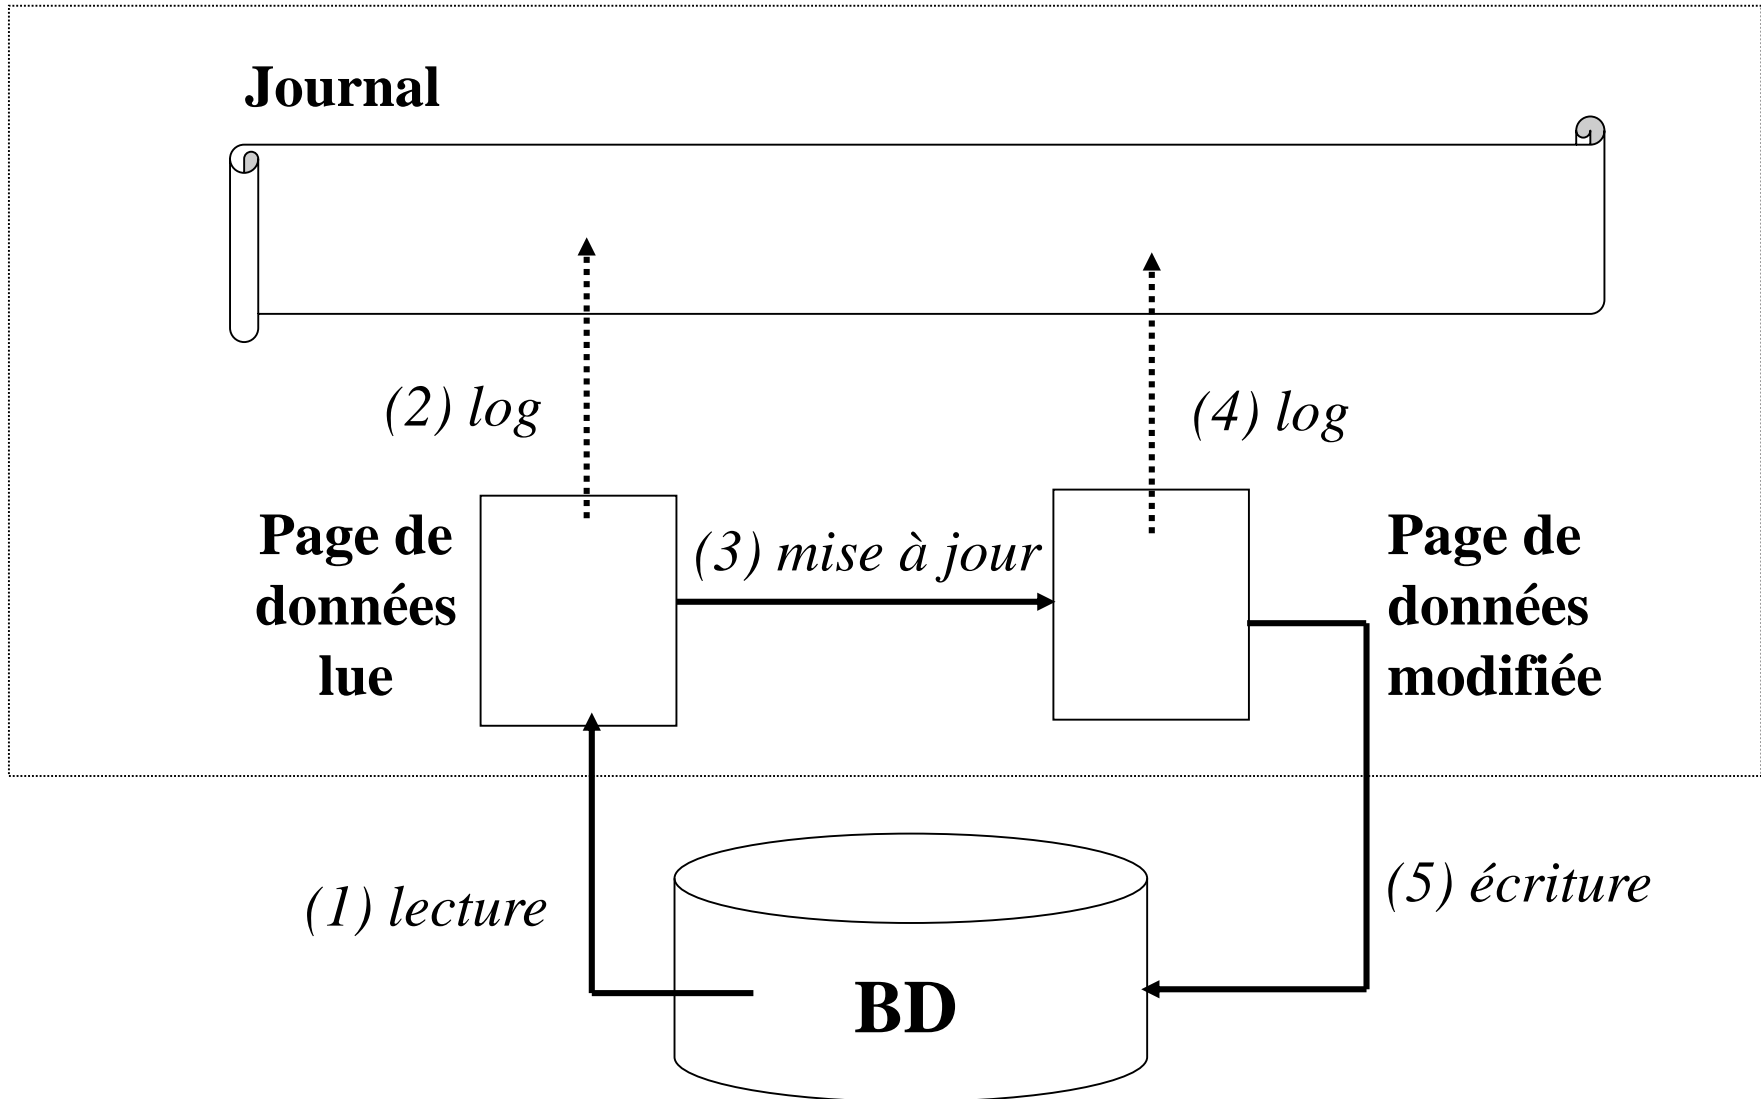 Journal
(2) log
(4) log
Page de
données
lue
(3) mise à jour
Page de
données
modifiée
(1) lecture
(5) écriture
BD